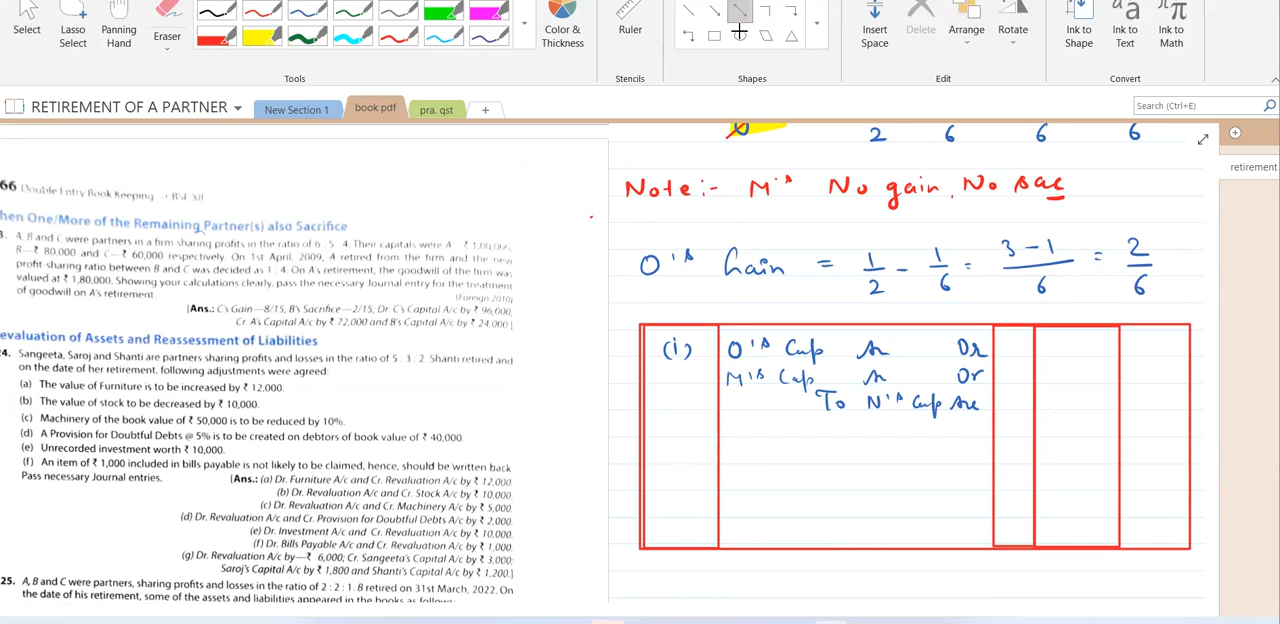 Select
Lasso
Select
Panning
Hand
Eraser
Color &
Thickness
Ruler
Insert
Space
Delete
Arrange
Rotate
Ink to
Shape
Ink to
Text
Ink to
Math
Tools
Stencils
Shapes
Edit
Convert
RETIREMENT OF A PARTNER
New Section 1
book pdf
pra. qst
+
Search (Ctrl+E)
retirement
66 Double Entry Book Keeping XII
hen One/More of the Remaining Partner(s) also Sacrifice
3. A, B and C were partners in a firm sharing profits in the ratio of 6 : 5 : 4. Their capitals were A ₹ 1,00,000,
B—₹ 80,000 and C—₹ 60,000 respectively. On 1st April, 2009, A retired from the firm and the new
profit-sharing ratio between B and C was decided as 1 : 4. On A's retirement, the goodwill of the firm was
valued at ₹ 1,80,000. Showing your calculations clearly, pass the necessary Journal entry for the treatment
of goodwill on A's retirement.
(Foreign 2010)
[Ans.: C's Gain—8/15, B's Sacrifice—2/15; Dr. C's Capital A/c by ₹ 96,000,
Cr. A's Capital A/c by ₹ 72,000 and B's Capital A/c by ₹ 24,000]
evaluation of Assets and Reassessment of Liabilities
24. Sangeeta, Saroj and Shanti are partners sharing profits and losses in the ratio of 5 : 3 : 2. Shanti retired and
on the date of her retirement, following adjustments were agreed:
(a) The value of Furniture is to be increased by ₹ 12,000.
(b) The value of stock to be decreased by ₹ 10,000.
(c) Machinery of the book value of ₹ 50,000 is to be reduced by 10%.
(d) A Provision for Doubtful Debts @ 5% is to be created on debtors of book value of ₹ 40,000.
(e) Unrecorded investment worth ₹ 10,000.
(f) An item of ₹ 1,000 included in bills payable is not likely to be claimed, hence, should be written back.
Pass necessary Journal entries.
[Ans.: (a) Dr. Furniture A/c and Cr. Revaluation A/c by ₹ 12,000,
(b) Dr. Revaluation A/c and Cr. Stock A/c by ₹ 10,000,
(c) Dr. Revaluation A/c and Cr. Machinery A/c by ₹ 5,000,
(d) Dr. Revaluation A/c and Cr. Provision for Doubtful Debts A/c by ₹ 2,000,
(e) Dr. Investment A/c and Cr. Revaluation A/c by ₹ 10,000,
(f) Dr. Bills Payable A/c and Cr. Revaluation A/c by ₹ 1,000,
(g) Dr. Revaluation A/c by—₹ 6,000; Cr. Sangeeta's Capital A/c by ₹ 3,000;
Saroj's Capital A/c by ₹ 1,800 and Shanti's Capital A/c by ₹ 1,200.]
25. A, B and C were partners, sharing profits and losses in the ratio of 2 : 2 : 1. B retired on 31st March, 2022. On
the date of his retirement, some of the assets and liabilities appeared in the books as follows:
2 6 6 6
Note:- M's No gain, No sac
O's Gain = 1/2 - 1/6 = 3-1/6 = 2/6
(i) O's Cap A/c Dr
M's Cap A/c Dr
To N's Cap A/c